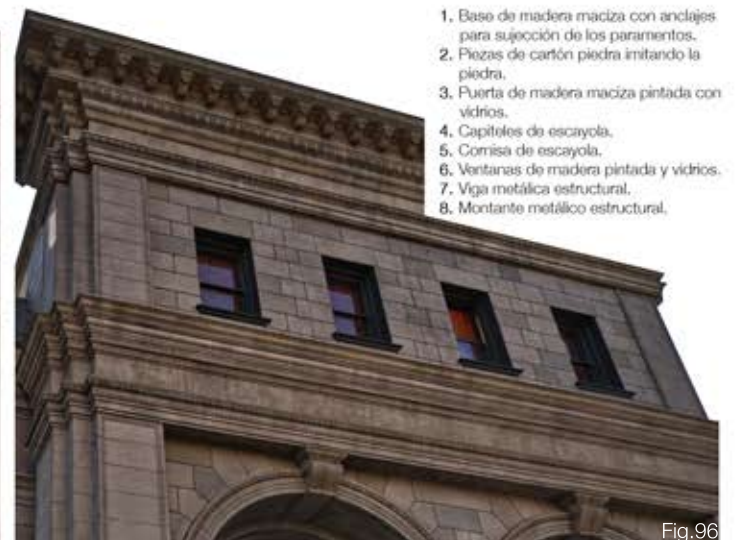 1. Base de madera maciza con anclajes
para sujección de los paramentos.
2. Piezas de cartón piedra imitando la
piedra.
3. Puerta de madera maciza pintada con
vidrios.
4. Capiteles de escayola.
5. Cornisa de escayola.
6. Ventanas de madera pintada y vidrios.
7. Viga metálica estructural.
8. Montante metálico estructural.
Fig.96